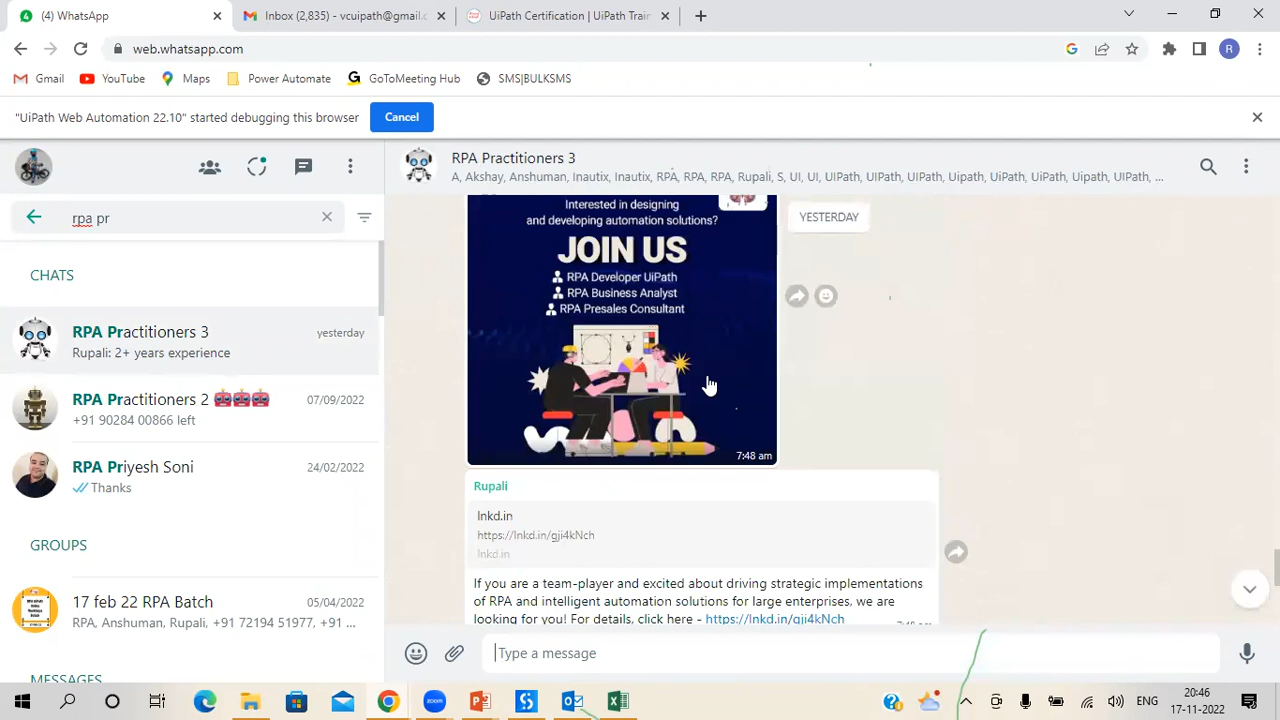 (4) WhatsApp
Inbox (2,835) - vcuipath@gmail.c
UiPath Certification | UiPath Train
web.whatsapp.com
R
Gmail
YouTube
Maps
Power Automate
GoToMeeting Hub
SMS|BULKSMS
"UiPath Web Automation 22.10" started debugging this browser
Cancel
RPA Practitioners 3
A, Akshay, Anshuman, Inautix, Inautix, RPA, RPA, RPA, Rupali, S, UI, UI, UIPath, UIPath, UIPath, Uipath, UiPath, UiPath, Uipath, UIPath, ...
rpa pr
CHATS
RPA Practitioners 3
yesterday
Rupali: 2+ years experience
RPA Practitioners 2
07/09/2022
+91 90284 00866 left
RPA Priyesh Soni
24/02/2022
Thanks
GROUPS
17 feb 22 RPA Batch
05/04/2022
RPA, Anshuman, Rupali, +91 72194 51977, +91 ...
MESSAGES
YESTERDAY
Interested in designing
and developing automation solutions?
JOIN US
RPA Developer UiPath
RPA Business Analyst
RPA Presales Consultant
7:48 am
Rupali
lnkd.in
https://lnkd.in/gji4kNch
lnkd.in
If you are a team-player and excited about driving strategic implementations
of RPA and intelligent automation solutions for large enterprises, we are
looking for you! For details, click here - https://lnkd.in/gji4kNch
Type a message
zoom
ENG
20:46
17-11-2022